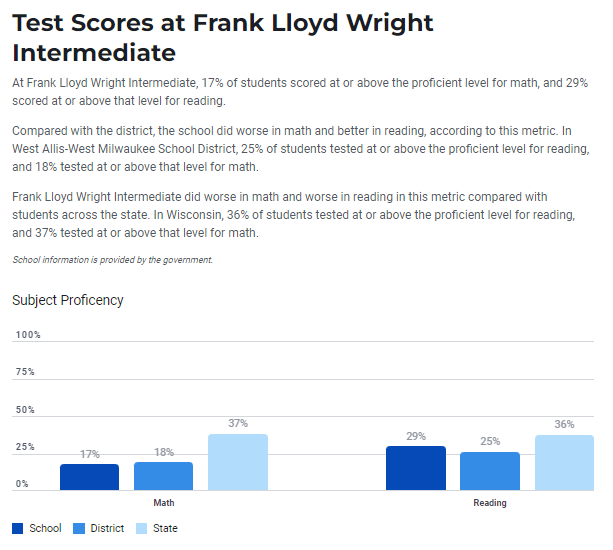 Test Scores at Frank Lloyd Wright
Intermediate
At Frank Lloyd Wright Intermediate, 17% of students scored at or above the proficient level for math, and 29%
scored at or above that level for reading.
Compared with the district, the school did worse in math and better in reading, according to this metric. In
West Allis-West Milwaukee School District, 25% of students tested at or above the proficient level for reading,
and 18% tested at or above that level for math.
Frank Lloyd Wright Intermediate did worse in math and worse in reading in this metric compared with
students across the state. In Wisconsin, 36% of students tested at or above the proficient level for reading,
and 37% tested at or above that level for math.
School information is provided by the government.
Subject Proficency
100%
75%
50%
25%
0%
17%
18%
37%
29%
25%
36%
Math
Reading
School District State